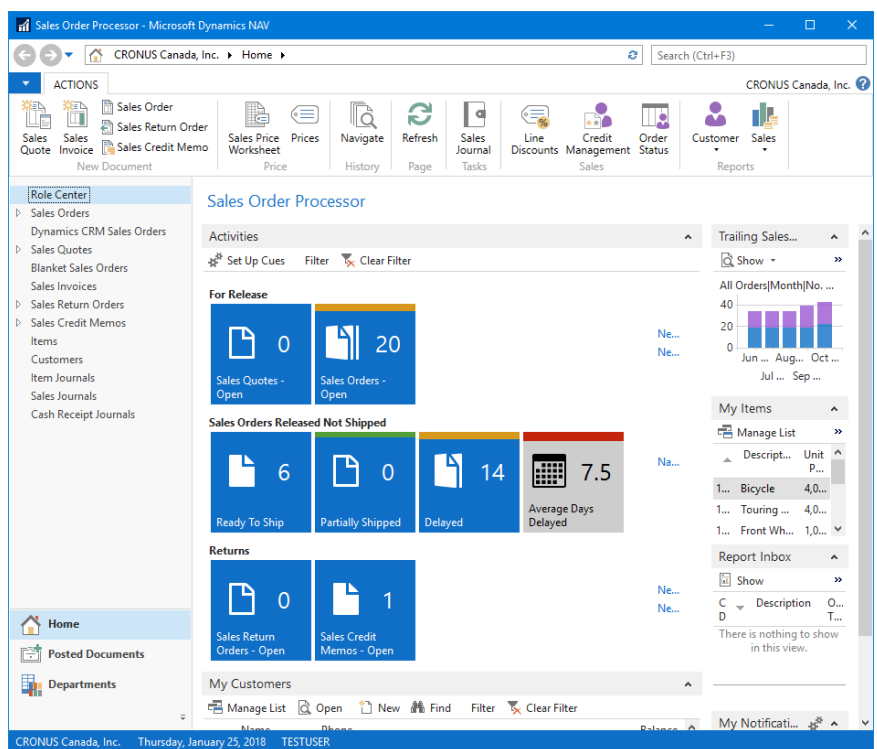 Sales Order Processor - Microsoft Dynamics NAV
CRONUS Canada, Inc. Home
Search (Ctrl+F3)
ACTIONS
CRONUS Canada, Inc.
Sales Quote
Sales Invoice
Sales Order
Sales Return Order
Sales Credit Memo
New Document
Sales Price Worksheet
Prices
Price
Navigate
History
Refresh
Page
Sales Journal
Tasks
Line Discounts
Credit Management
Order Status
Sales
Customer
Sales
Reports
Role Center
Sales Orders
Dynamics CRM Sales Orders
Sales Quotes
Blanket Sales Orders
Sales Invoices
Sales Return Orders
Sales Credit Memos
Items
Customers
Item Journals
Sales Journals
Cash Receipt Journals
Home
Posted Documents
Departments
Sales Order Processor
Activities
Set Up Cues Filter Clear Filter
For Release
0
Sales Quotes -
Open
20
Sales Orders -
Open
Ne...
Ne...
Sales Orders Released Not Shipped
6
Ready To Ship
0
Partially Shipped
14
Delayed
7.5
Average Days
Delayed
Na...
Returns
0
Sales Return
Orders - Open
1
Sales Credit
Memos - Open
Ne...
Ne...
My Customers
Manage List Open New Find Filter Clear Filter
Name Phone Balance
Trailing Sales...
Show
All Orders|Month|No. ...
40
20
0
Jun ... Aug... Oct ...
Jul ... Sep ...
My Items
Manage List
Descript... Unit
P...
1... Bicycle 4,0...
1... Touring ... 4,0...
1... Front Wh... 1,0...
Report Inbox
Show
C Description O...
D T...
There is nothing to show
in this view.
My Notificati...
CRONUS Canada, Inc. Thursday, January 25, 2018 TESTUSER